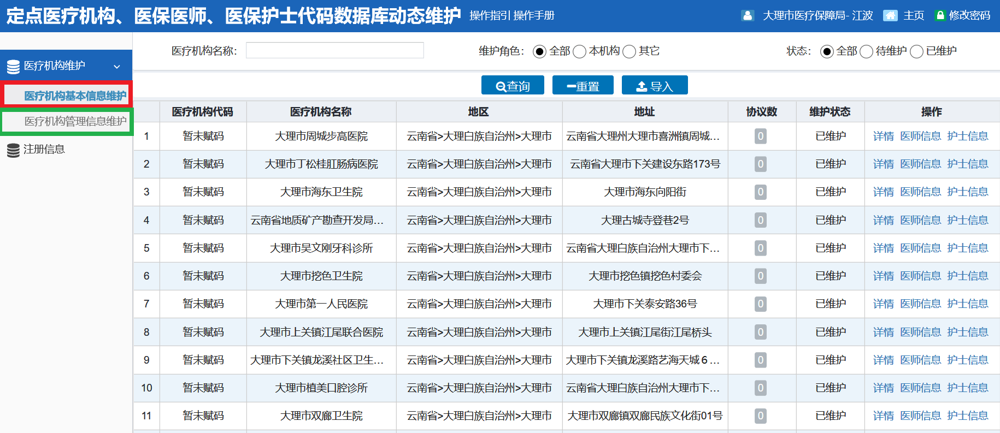 定点医疗机构、医保医师、医保护士代码数据库动态维护 操作指引 操作手册 大理市医疗保障局- 江波 主页 修改密码
医疗机构名称： 维护角色： 全部 本机构 其它 状态： 全部 待维护 已维护
医疗机构维护
医疗机构基本信息维护
医疗机构管理信息维护
注册信息
查询 重置 导入
医疗机构代码 医疗机构名称 地区 地址 协议数 维护状态 操作
1 暂未赋码 大理市周城步高医院 云南省>大理白族自治州>大理市 云南省大理州大理市喜洲镇周城... 0 已维护 详情 医师信息 护士信息
2 暂未赋码 大理市丁松桂肛肠病医院 云南省>大理白族自治州>大理市 云南省大理市下关建设东路173号 0 已维护 详情 医师信息 护士信息
3 暂未赋码 大理市海东卫生院 云南省>大理白族自治州>大理市 大理市海东向阳街 0 已维护 详情 医师信息 护士信息
4 暂未赋码 云南省地质矿产勘查开发局... 云南省>大理白族自治州>大理市 大理古城寺登巷2号 0 已维护 详情 医师信息 护士信息
5 暂未赋码 大理市吴文刚牙科诊所 云南省>大理白族自治州>大理市 云南省大理白族自治州大理市下... 0 已维护 详情 医师信息 护士信息
6 暂未赋码 大理市挖色卫生院 云南省>大理白族自治州>大理市 大理市挖色镇挖色村委会 0 已维护 详情 医师信息 护士信息
7 暂未赋码 大理市第一人民医院 云南省>大理白族自治州>大理市 大理市下关泰安路36号 0 已维护 详情 医师信息 护士信息
8 暂未赋码 大理市上关镇江尾联合医院 云南省>大理白族自治州>大理市 大理市上关镇江尾街江尾桥头 0 已维护 详情 医师信息 护士信息
9 暂未赋码 大理市下关镇龙溪社区卫生... 云南省>大理白族自治州>大理市 大理市下关镇龙溪路艺海天城６... 0 已维护 详情 医师信息 护士信息
10 暂未赋码 大理市植美口腔诊所 云南省>大理白族自治州>大理市 云南省大理白族自治州大理市下... 0 已维护 详情 医师信息 护士信息
11 暂未赋码 大理市双廊卫生院 云南省>大理白族自治州>大理市 大理市双廊镇双廊民族文化街01号 0 已维护 详情 医师信息 护士信息